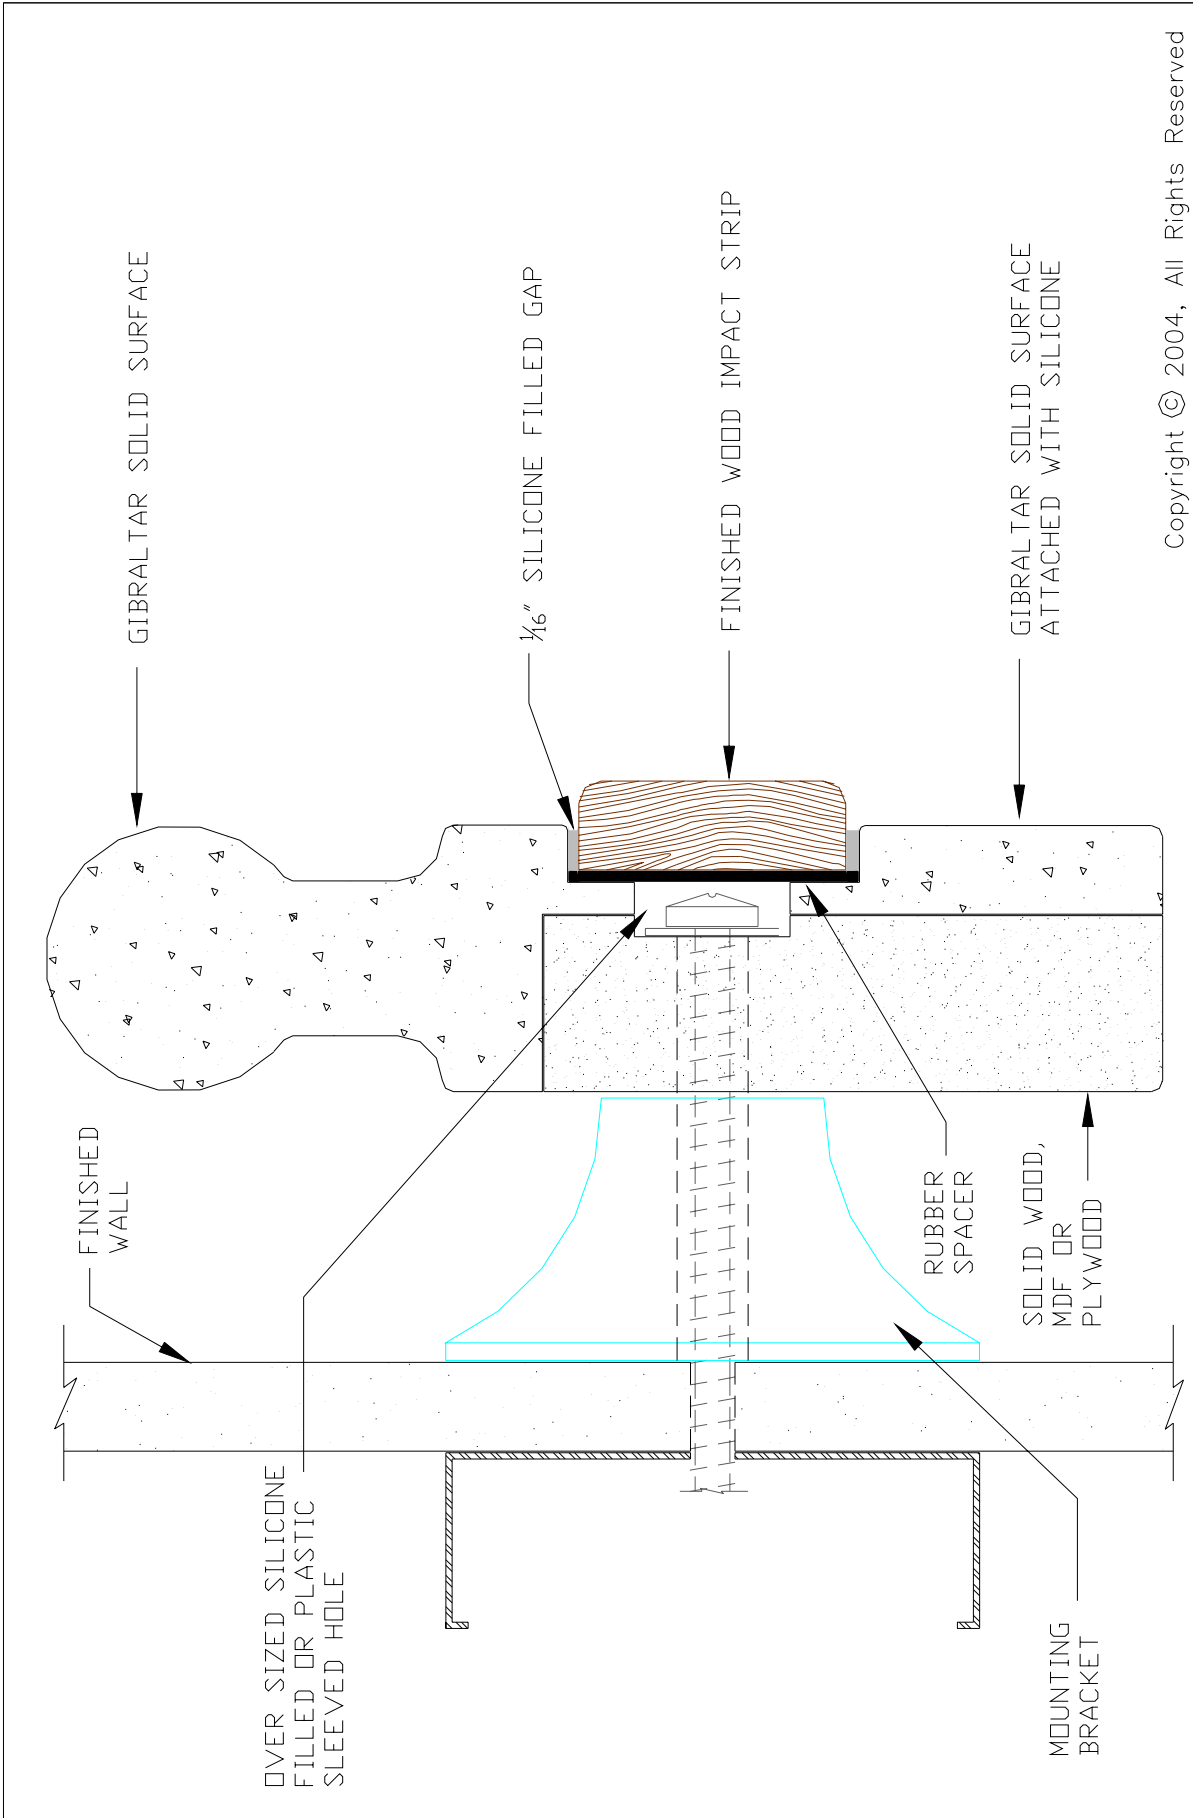 GIBRALTAR SOLID SURFACE
1/16" SILICONE FILLED GAP
FINISHED WOOD IMPACT STRIP
GIBRALTAR SOLID SURFACE
ATTACHED WITH SILICONE
FINISHED
WALL
RUBBER
SPACER
SOLID WOOD,
MDF OR
PLYWOOD
OVER SIZED SILICONE
FILLED OR PLASTIC
SLEEVED HOLE
MOUNTING
BRACKET
Copyright © 2004, All Rights Reserved